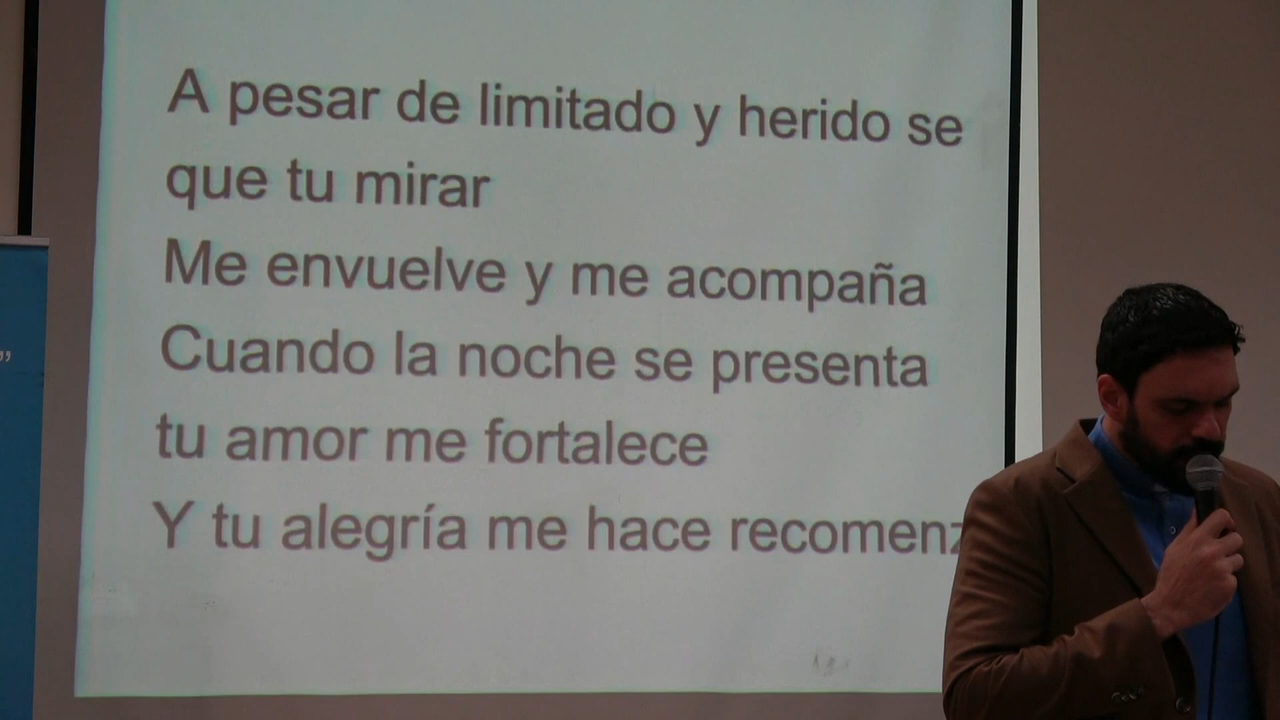 A pesar de limitado y herido se
que tu mirar
Me envuelve y me acompaña
Cuando la noche se presenta
tu amor me fortalece
Y tu alegría me hace recomenz
”